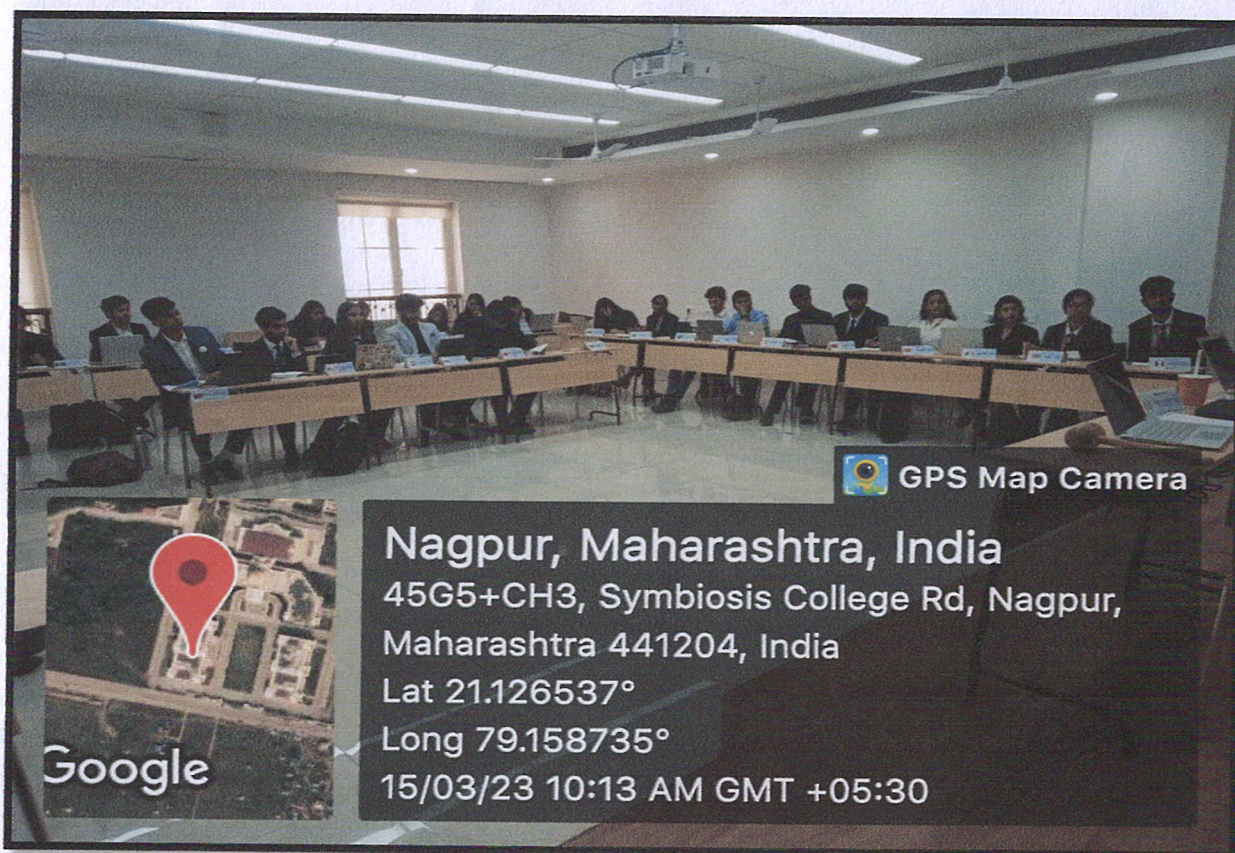 GPS Map Camera
Nagpur, Maharashtra, India
45G5+CH3, Symbiosis College Rd, Nagpur,
Maharashtra 441204, India
Lat 21.126537°
Long 79.158735°
15/03/23 10:13 AM GMT +05:30
Google